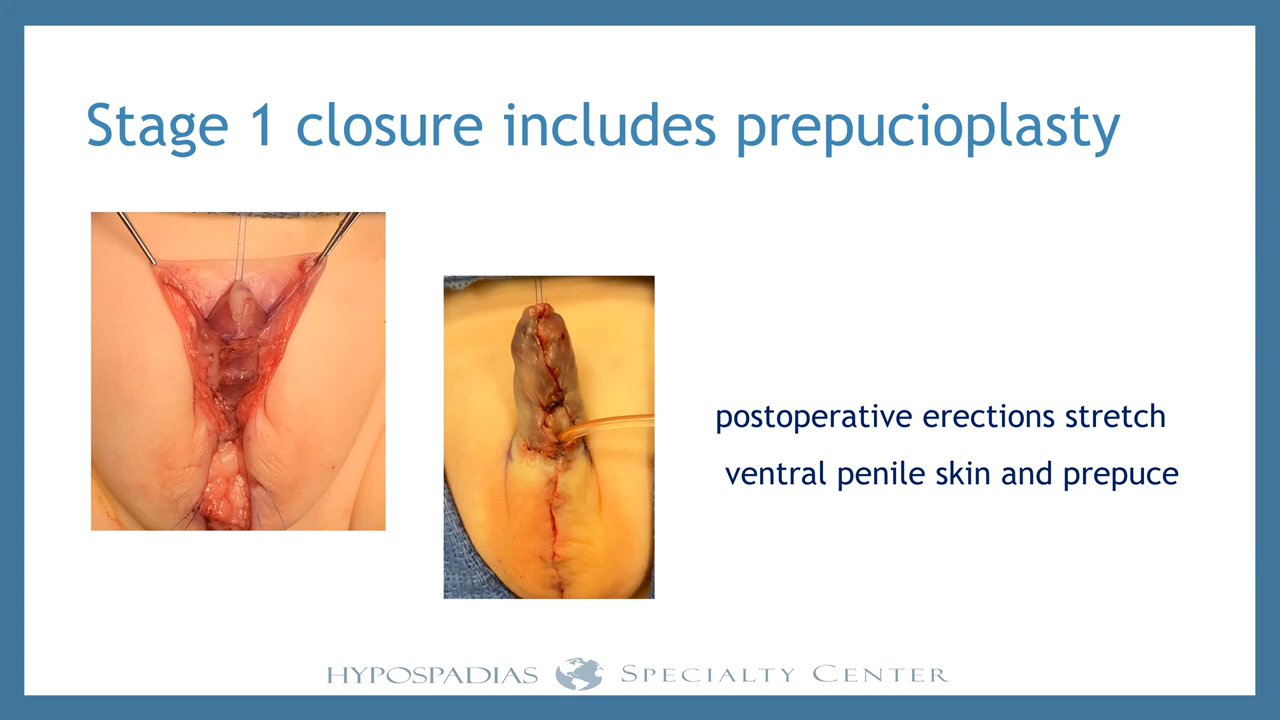 Stage 1 closure includes prepucioplasty
postoperative erections stretch
ventral penile skin and prepuce
HYPOSPADIAS SPECIALTY CENTER